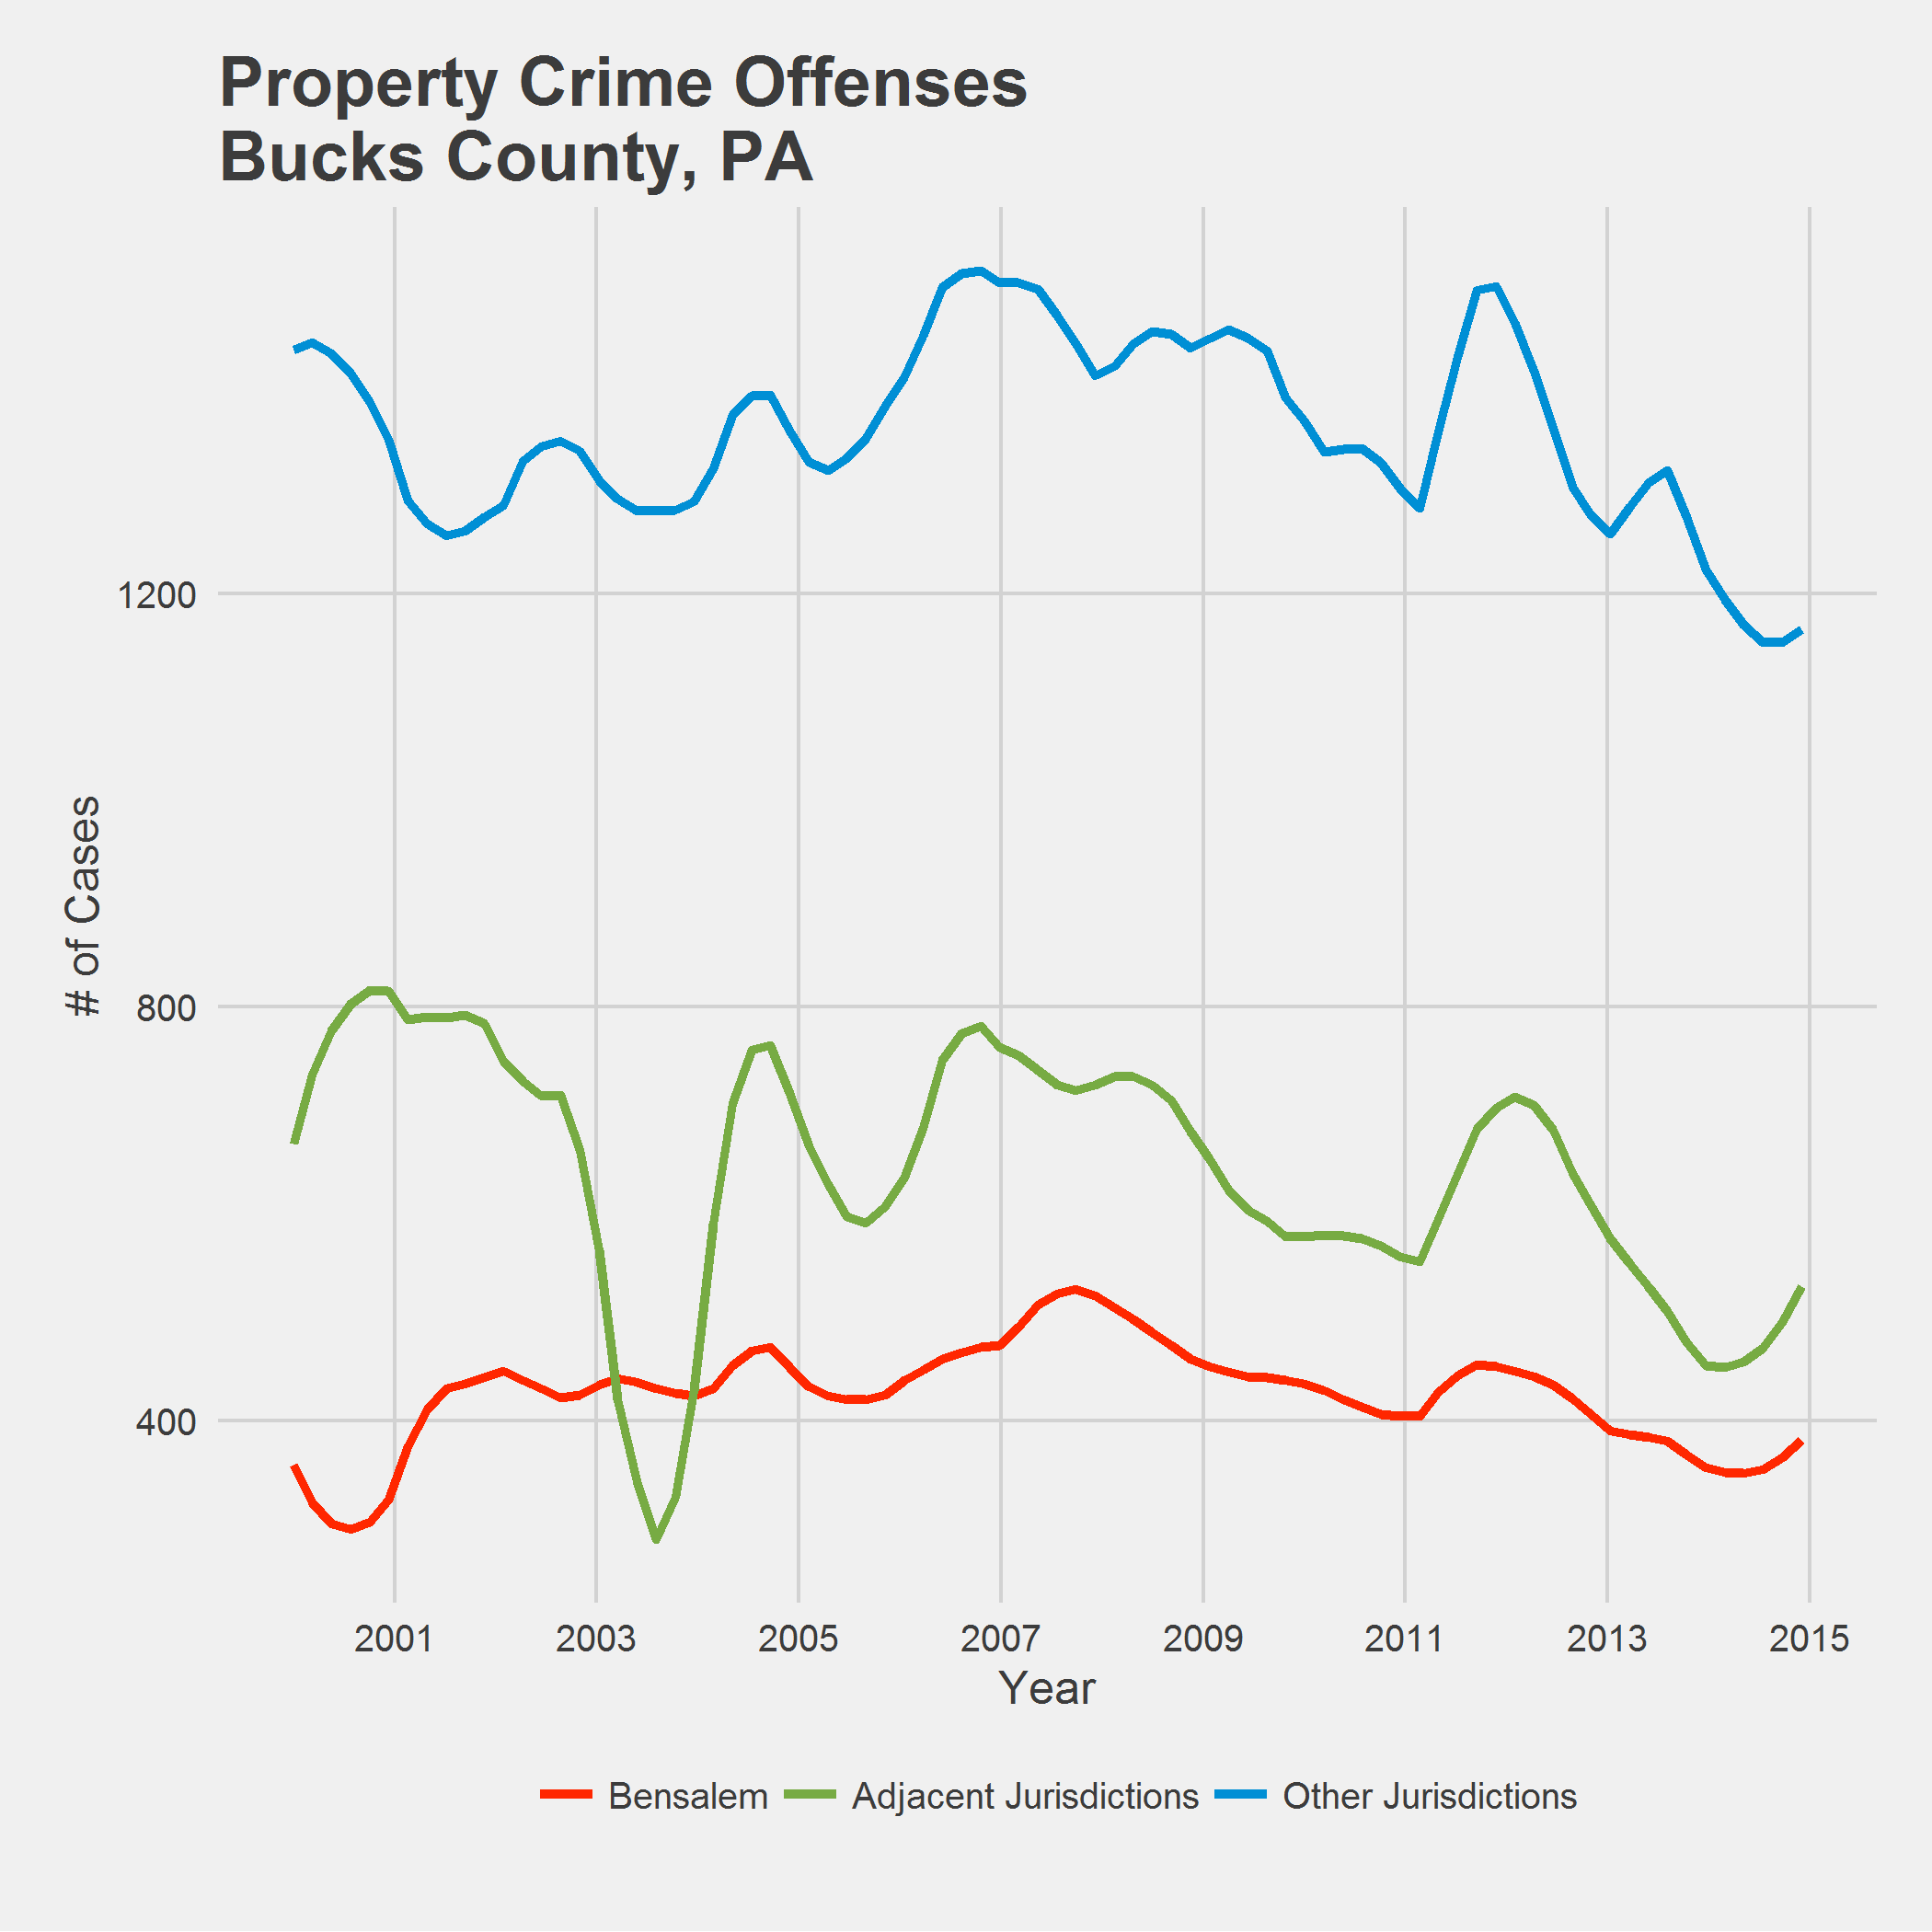 Property Crime Offenses
Bucks County, PA
1200
800
400
# of Cases
2001 2003 2005 2007 2009 2011 2013 2015
Year
Bensalem Adjacent Jurisdictions Other Jurisdictions